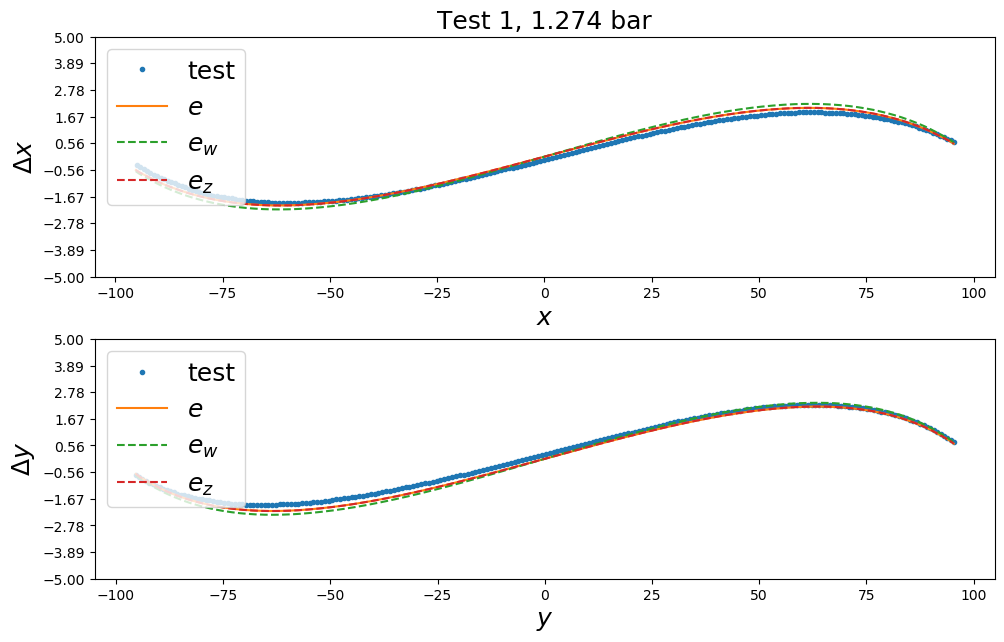 Test 1, 1.274 bar
5.00
3.89
2.78
1.67
0.56
−0.56
−1.67
−2.78
−3.89
−5.00
Δx
test
e
e_w
e_z
−100 −75 −50 −25 0 25 50 75 100
x
5.00
3.89
2.78
1.67
0.56
−0.56
−1.67
−2.78
−3.89
−5.00
Δy
test
e
e_w
e_z
−100 −75 −50 −25 0 25 50 75 100
y